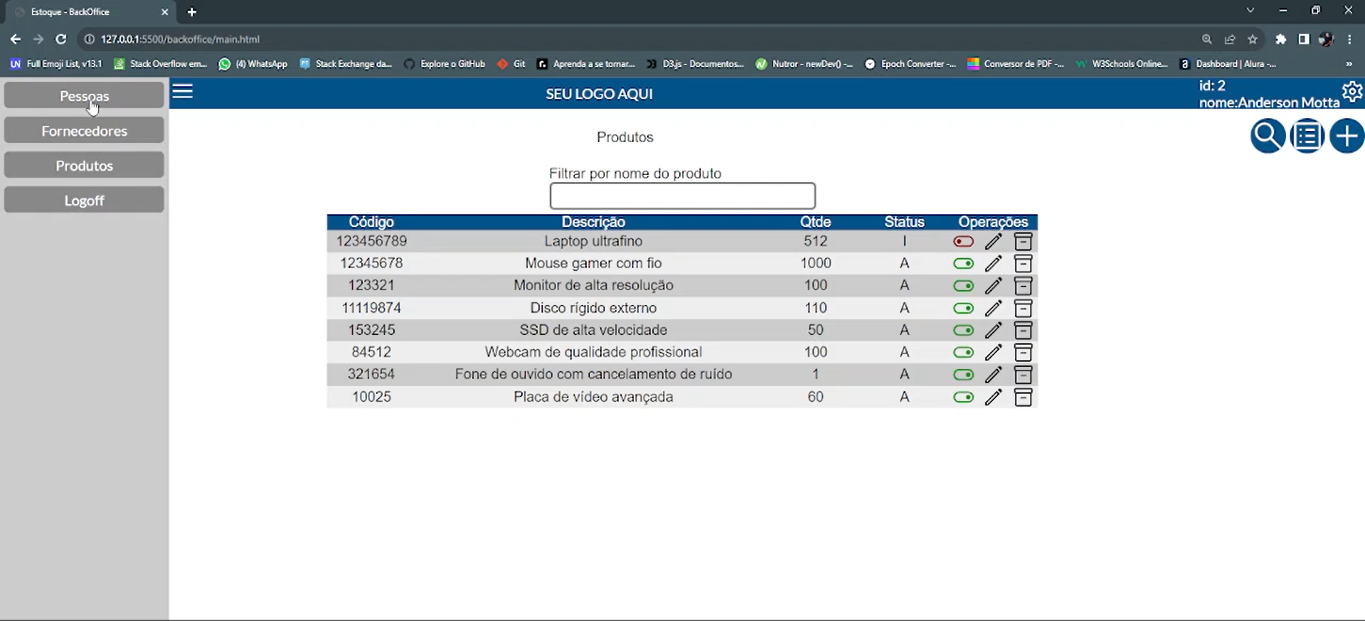 Estoque - BackOffice
127.0.0.1:5500/backoffice/main.html
Full Emoji List, v13.1 Stack Overflow em... (4) WhatsApp Stack Exchange da... Explore o GitHub Git Aprenda a se tornar... D3.js - Documentos... Nutror - newDev() -... Epoch Converter -... Conversor de PDF -... W3Schools Online... Dashboard | Alura -... »
Pessoas
Fornecedores
Produtos
Logoff
SEU LOGO AQUI
id: 2
nome:Anderson Motta
Produtos
Filtrar por nome do produto
Código Descrição Qtde Status Operações
123456789 Laptop ultrafino 512 I
12345678 Mouse gamer com fio 1000 A
123321 Monitor de alta resolução 100 A
11119874 Disco rígido externo 110 A
153245 SSD de alta velocidade 50 A
84512 Webcam de qualidade profissional 100 A
321654 Fone de ouvido com cancelamento de ruído 1 A
10025 Placa de vídeo avançada 60 A